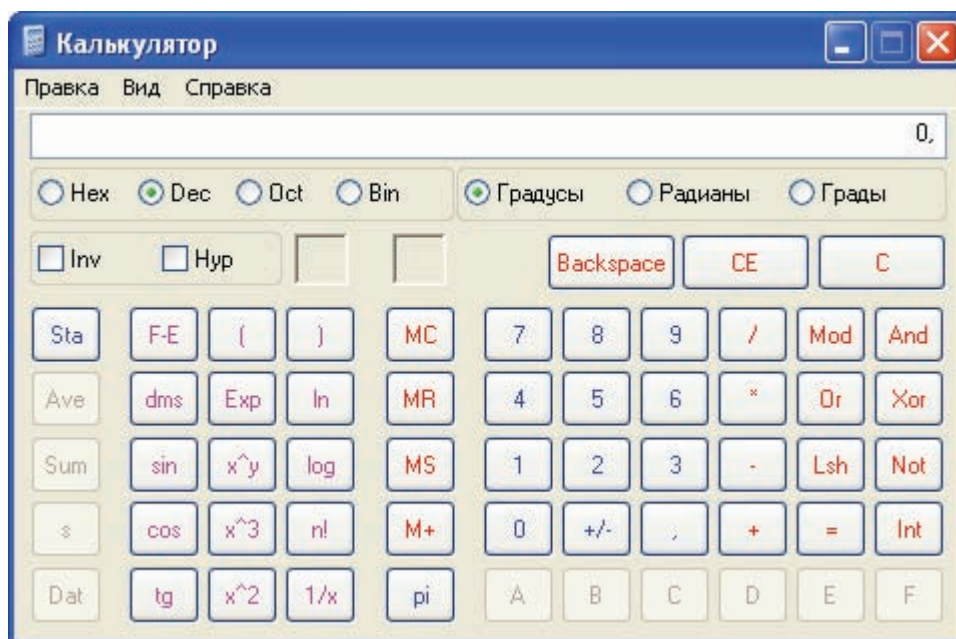 Калькулятор
Правка Вид Справка
0,
Hex Dec Oct Bin Градусы Радианы Грады
Inv Hyp Backspace CE C
Sta F-E ( ) MC 7 8 9 / Mod And
Ave dms Exp ln MR 4 5 6 * Or Xor
Sum sin x^y log MS 1 2 3 - Lsh Not
s cos x^3 n! M+ 0 +/- , + = Int
Dat tg x^2 1/x pi A B C D E F